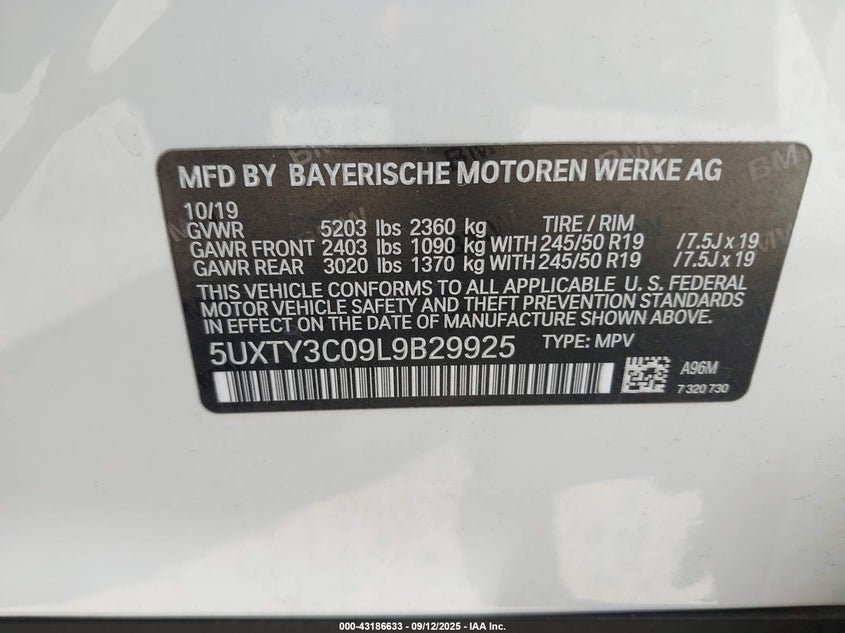 MFD BY BAYERISCHE MOTOREN WERKE AG
10/19
GVWR 5203 lbs 2360 kg TIRE / RIM
GAWR FRONT 2403 lbs 1090 kg WITH 245/50 R19 / 7.5J x 19
GAWR REAR 3020 lbs 1370 kg WITH 245/50 R19 / 7.5J x 19
THIS VEHICLE CONFORMS TO ALL APPLICABLE U. S. FEDERAL
MOTOR VEHICLE SAFETY AND THEFT PREVENTION STANDARDS
IN EFFECT ON THE DATE OF MANUFACTURE SHOWN ABOVE.
5UXTY3C09L9B29925 TYPE: MPV
A96M
7 320 730
000-43186633 - 09/12/2025 - IAA Inc.